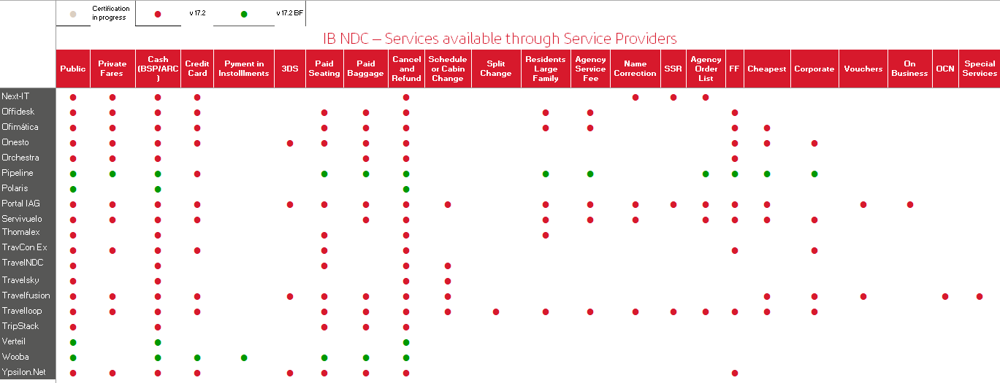 Certification
in progress
v 17.2
v 17.2 BF
IB NDC – Services available through Service Providers
Public
Private
Fares
Cash
(BSP/ARC
)
Credit
Card
Pyment in
Instolllments
3DS
Paid
Seating
Paid
Baggage
Cancel
and
Refund
Schedule
or Cabin
Change
Split
Change
Residents
Large
Family
Agency
Service
Fee
Name
Correction
SSR
Agency
Order
List
FF
Cheapest
Corporate
Vouchers
On
Business
OCN
Special
Services
Next-IT
Offidesk
Ofimática
Onesto
Orchestra
Pipeline
Polaris
Portal IAG
Servivuelo
Thomalex
TravCon Ex
TravelNDC
Travelsky
Travelfusion
Travelloop
TripStack
Verteil
Wooba
Ypsilon.Net